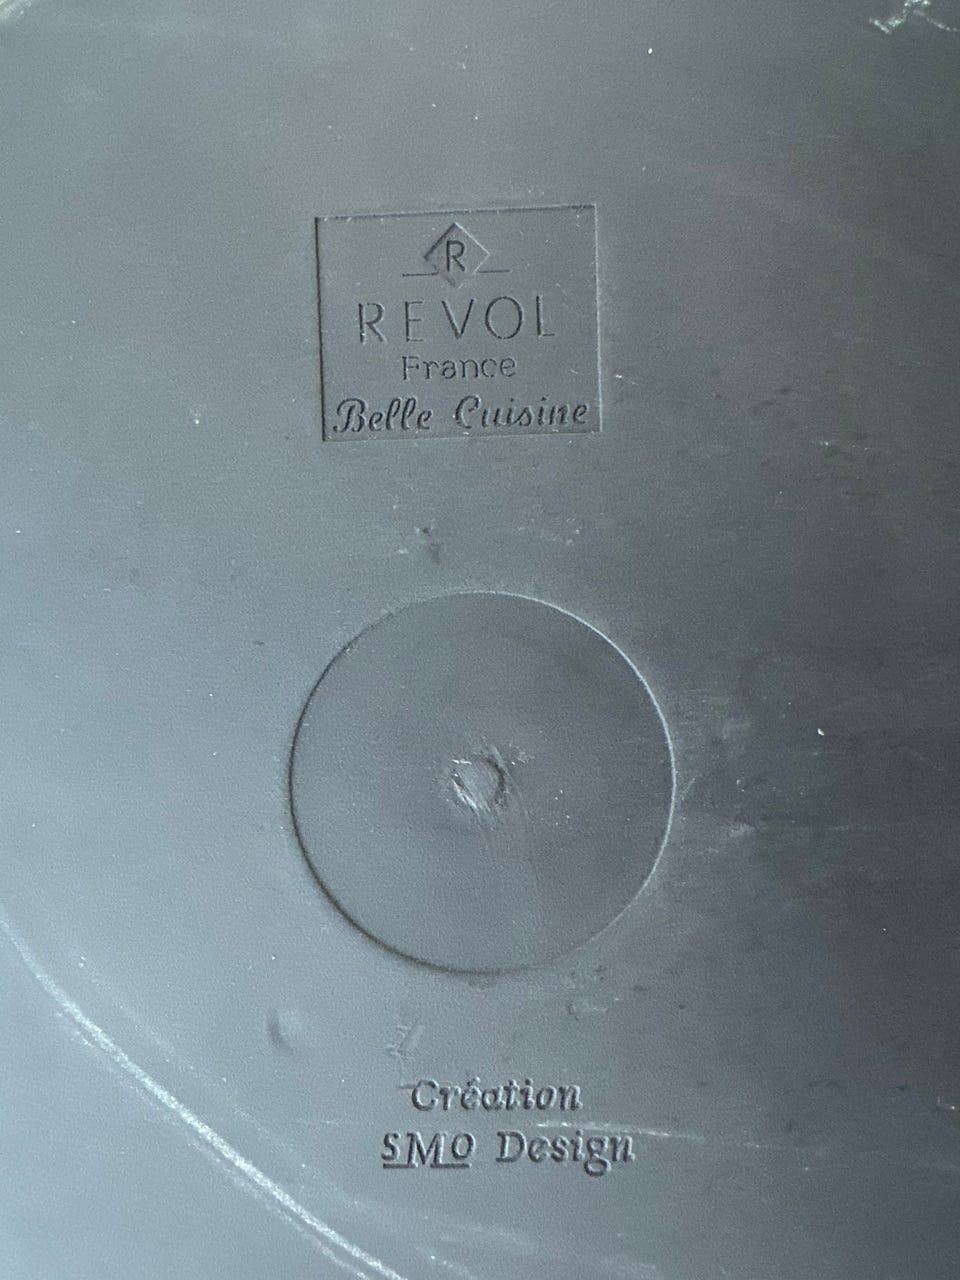 R
REVOL
France
Belle Cuisine
Création
SMO Design